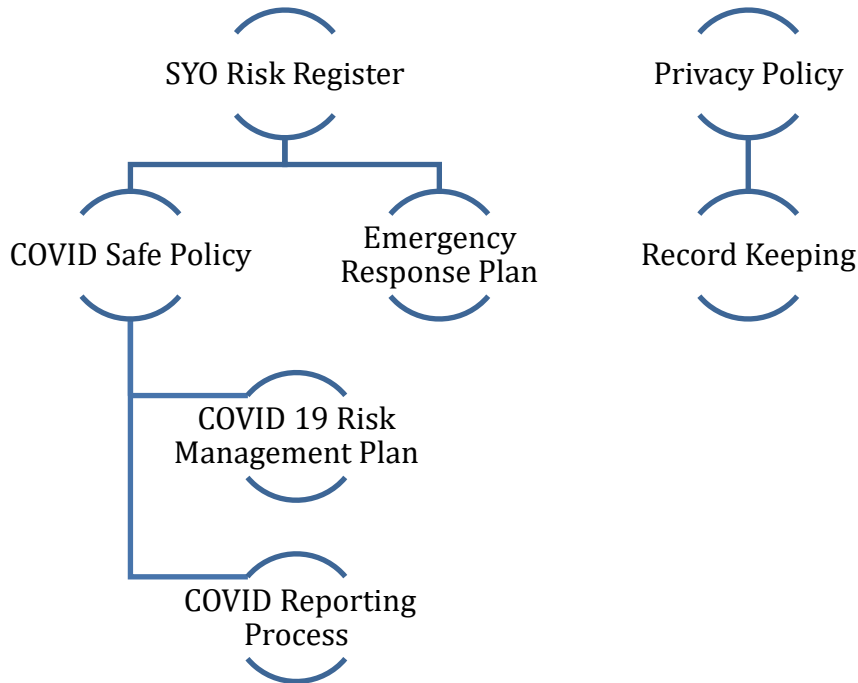 SYO Risk Register
Privacy Policy
COVID Safe Policy
Emergency
Response Plan
Record Keeping
COVID 19 Risk
Management Plan
COVID Reporting
Process